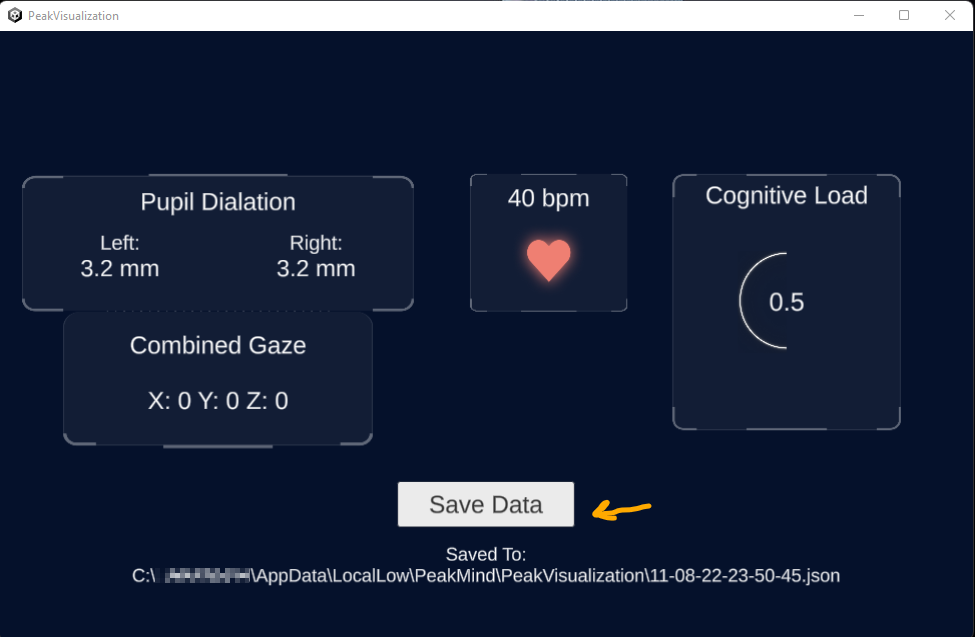 PeakVisualization
Pupil Dialation
Left:
3.2 mm
Right:
3.2 mm
40 bpm
Cognitive Load
0.5
Combined Gaze
X: 0 Y: 0 Z: 0
Save Data
Saved To:
C:\ \AppData\LocalLow\PeakMind\PeakVisualization\11-08-22-23-50-45.json